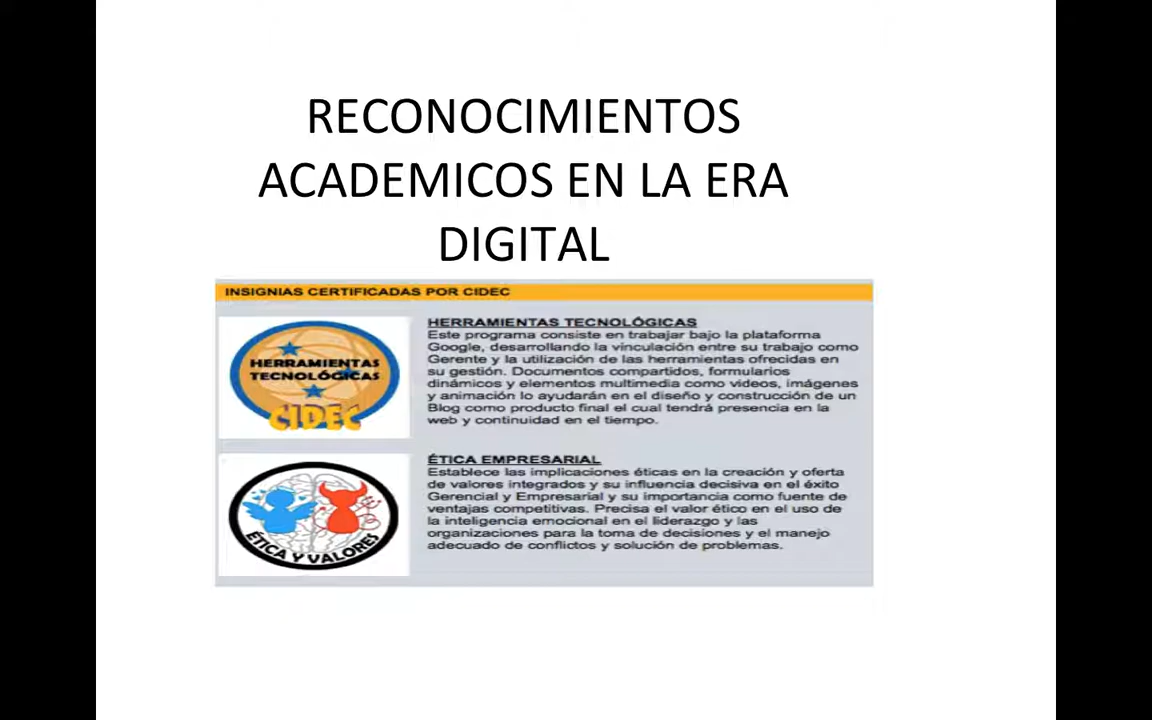 RECONOCIMIENTOS
ACADEMICOS EN LA ERA
DIGITAL
INSIGNIAS CERTIFICADAS POR CIDEC
HERRAMIENTAS
TECNOLÓGICAS
CIDEC
HERRAMIENTAS TECNOLÓGICAS
Este programa consiste en trabajar bajo la plataforma
Google, desarrollando la vinculación entre su trabajo como
Gerente y la utilización de las herramientas ofrecidas en
su gestión. Documentos compartidos, formularios
dinámicos y elementos multimedia como videos, imágenes
y animación lo ayudarán en el diseño y construcción de un
Blog como producto final el cual tendrá presencia en la
web y continuidad en el tiempo.
ÉTICA Y VALORES
ÉTICA EMPRESARIAL
Establece las implicaciones éticas en la creación y oferta
de valores integrados y su influencia decisiva en el éxito
Gerencial y Empresarial y su importancia como fuente de
ventajas competitivas. Precisa el valor ético en el uso de
la inteligencia emocional en el liderazgo y las
organizaciones para la toma de decisiones y el manejo
adecuado de conflictos y solución de problemas.